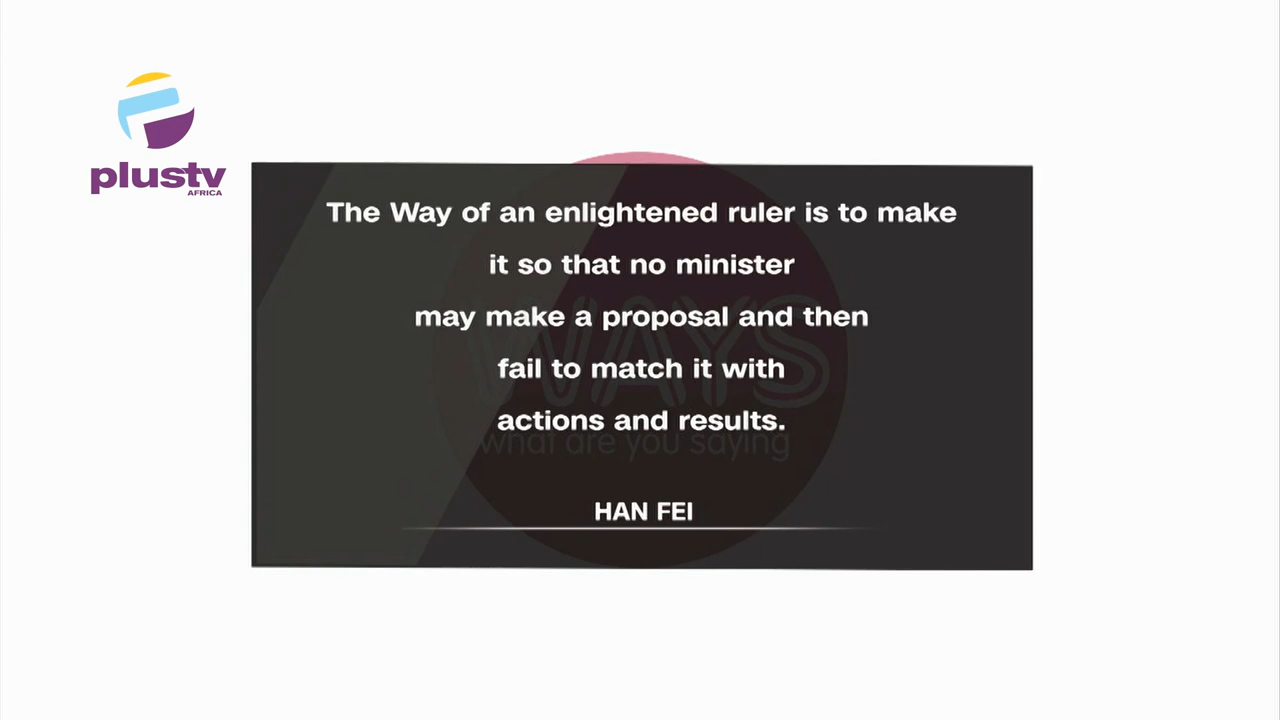 plustv
AFRICA
The Way of an enlightened ruler is to make
it so that no minister
may make a proposal and then
fail to match it with
actions and results.
HAN FEI
WAYS
what are you saying